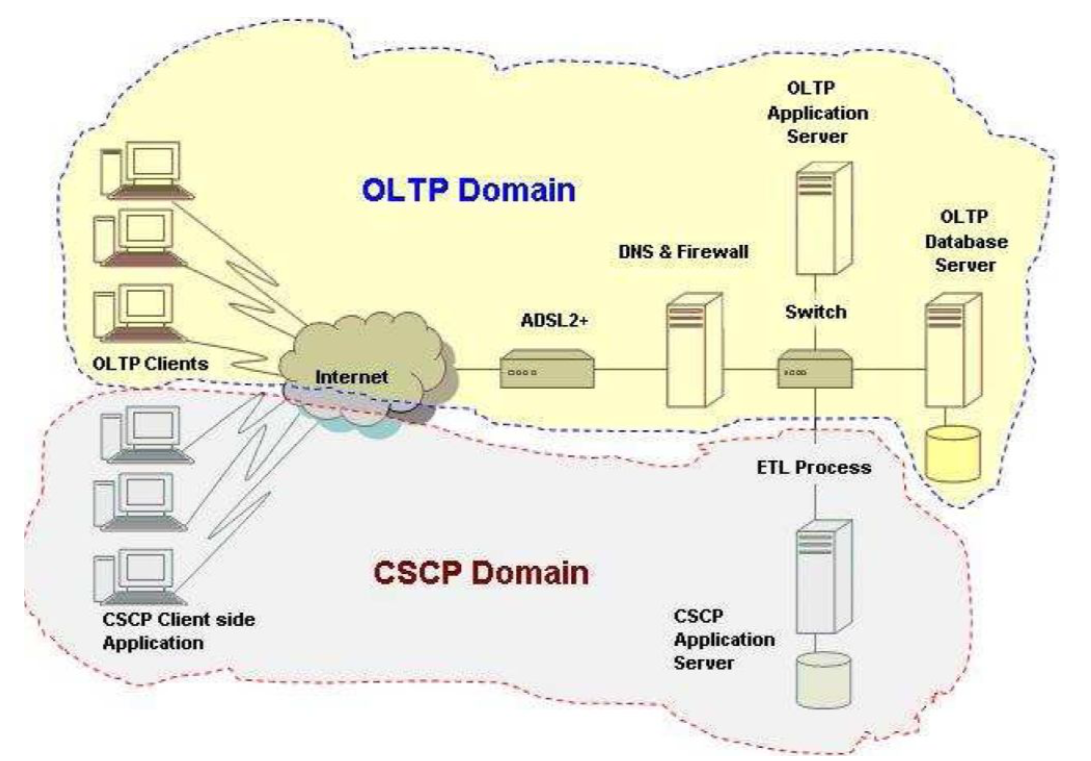 OLTP
Application
Server
OLTP Domain
OLTP
Database
Server
DNS & Firewall
Switch
ADSL2+
OLTP Clients
Internet
ETL Process
CSCP Domain
CSCP Client side
Application
CSCP
Application
Server